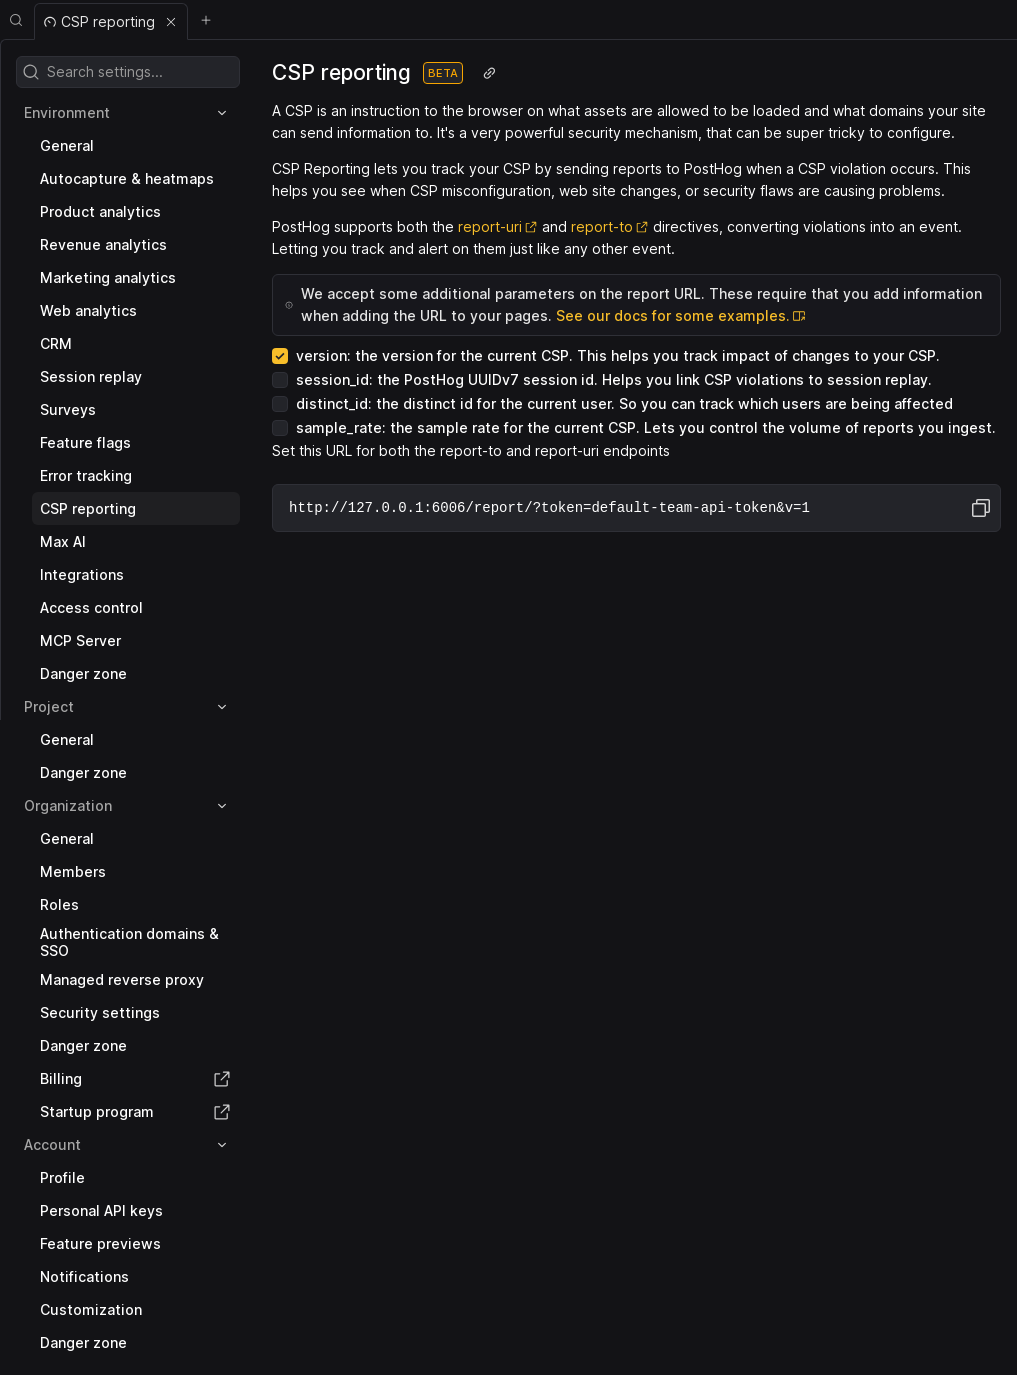 CSP reporting
Search settings...
Environment
General
Autocapture & heatmaps
Product analytics
Revenue analytics
Marketing analytics
Web analytics
CRM
Session replay
Surveys
Feature flags
Error tracking
CSP reporting
Max AI
Integrations
Access control
MCP Server
Danger zone
Project
General
Danger zone
Organization
General
Members
Roles
Authentication domains &
SSO
Managed reverse proxy
Security settings
Danger zone
Billing
Startup program
Account
Profile
Personal API keys
Feature previews
Notifications
Customization
Danger zone
CSP reporting BETA
A CSP is an instruction to the browser on what assets are allowed to be loaded and what domains your site
can send information to. It's a very powerful security mechanism, that can be super tricky to configure.
CSP Reporting lets you track your CSP by sending reports to PostHog when a CSP violation occurs. This
helps you see when CSP misconfiguration, web site changes, or security flaws are causing problems.
PostHog supports both the report-uri and report-to directives, converting violations into an event.
Letting you track and alert on them just like any other event.
We accept some additional parameters on the report URL. These require that you add information
when adding the URL to your pages. See our docs for some examples.
version: the version for the current CSP. This helps you track impact of changes to your CSP.
session_id: the PostHog UUIDv7 session id. Helps you link CSP violations to session replay.
distinct_id: the distinct id for the current user. So you can track which users are being affected
sample_rate: the sample rate for the current CSP. Lets you control the volume of reports you ingest.
Set this URL for both the report-to and report-uri endpoints
http://127.0.0.1:6006/report/?token=default-team-api-token&v=1